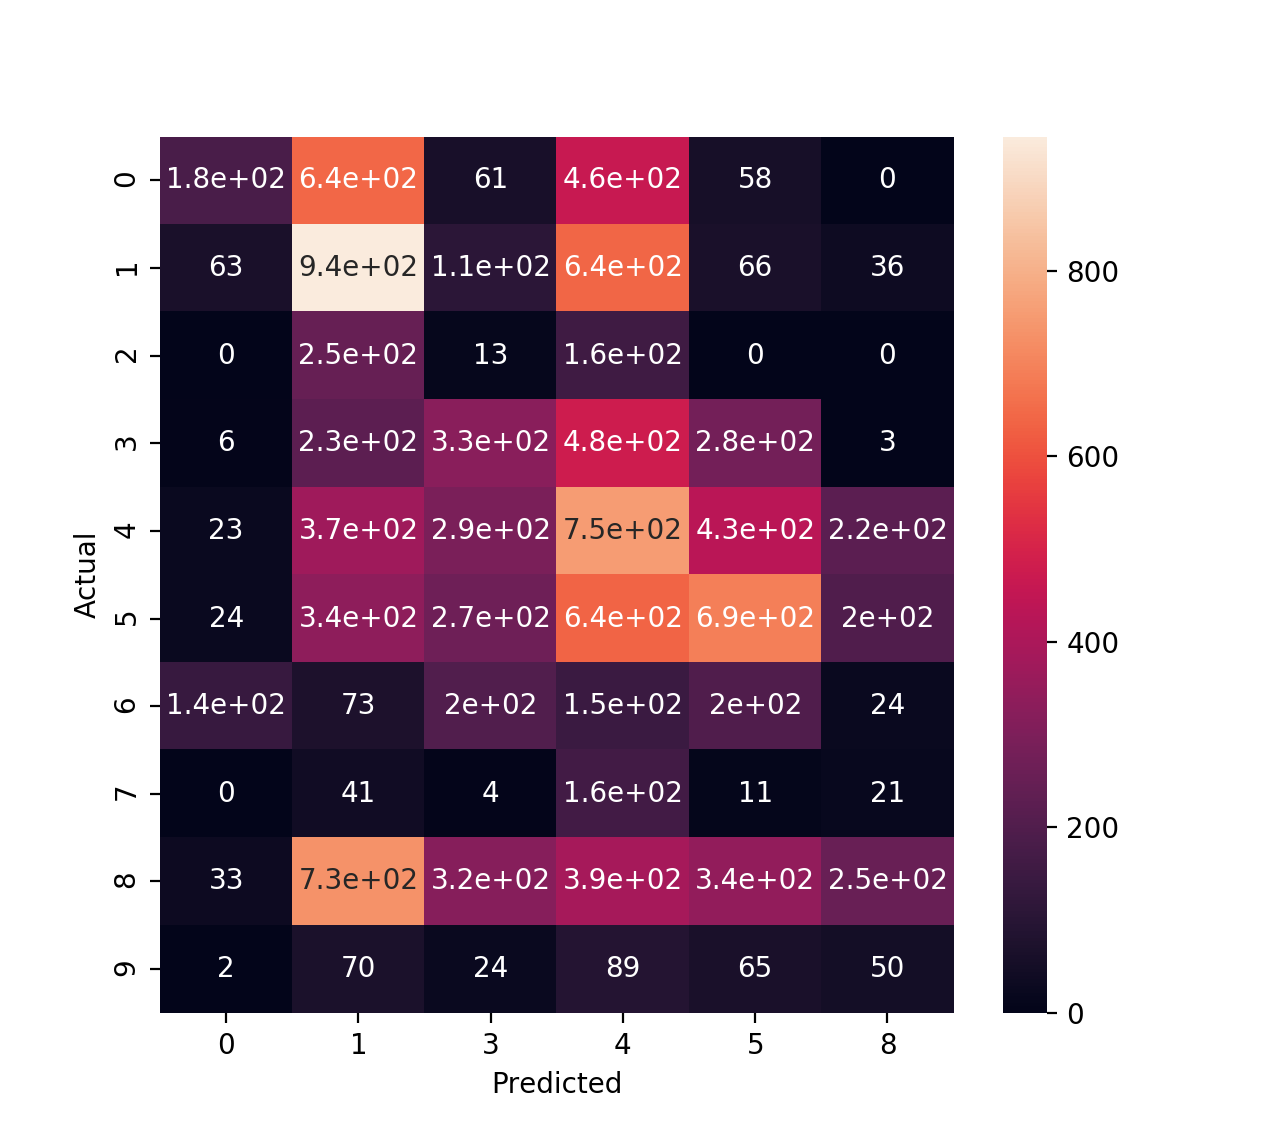 0 1.8e+02 6.4e+02 61 4.6e+02 58 0
1 63 9.4e+02 1.1e+02 6.4e+02 66 36 800
2 0 2.5e+02 13 1.6e+02 0 0
3 6 2.3e+02 3.3e+02 4.8e+02 2.8e+02 3 600
4 23 3.7e+02 2.9e+02 7.5e+02 4.3e+02 2.2e+02
Actual
5 24 3.4e+02 2.7e+02 6.4e+02 6.9e+02 2e+02 400
6 1.4e+02 73 2e+02 1.5e+02 2e+02 24
7 0 41 4 1.6e+02 11 21 200
8 33 7.3e+02 3.2e+02 3.9e+02 3.4e+02 2.5e+02
9 2 70 24 89 65 50 0
0 1 3 4 5 8
Predicted